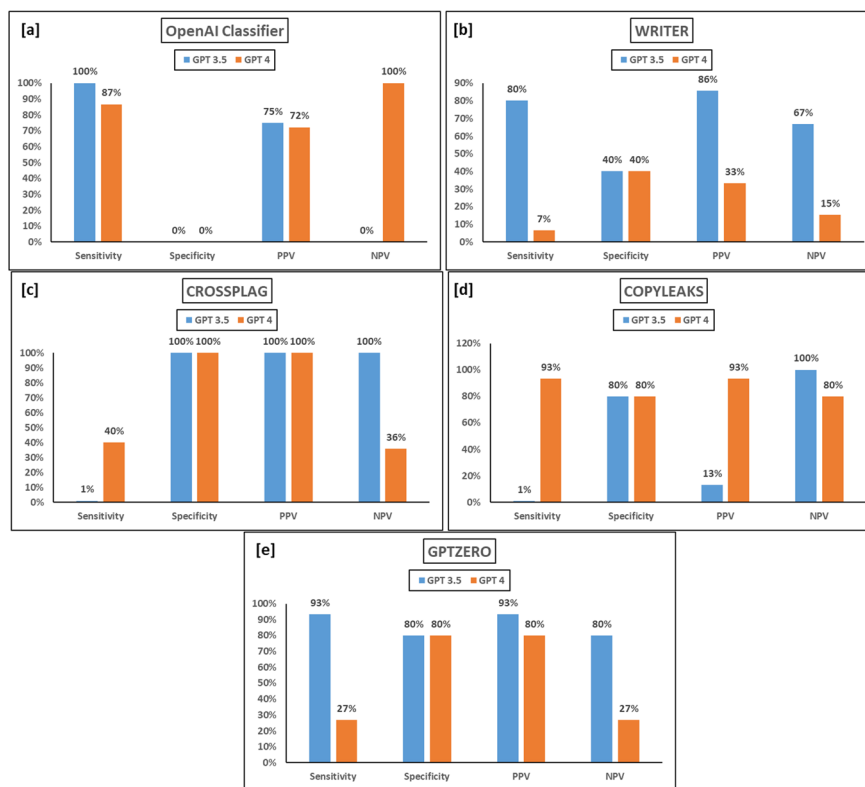 [a]
OpenAI Classifier
GPT 3.5 GPT 4
100%
90%
80%
70%
60%
50%
40%
30%
20%
10%
0%
100% 87% 0% 0% 75% 72% 0% 100%
Sensitivity Specificity PPV NPV
[b]
WRITER
GPT 3.5 GPT 4
90%
80%
70%
60%
50%
40%
30%
20%
10%
0%
80% 7% 40% 40% 86% 33% 67% 15%
Sensitivity Specificity PPV NPV
[c]
CROSSPLAG
GPT 3.5 GPT 4
100%
90%
80%
70%
60%
50%
40%
30%
20%
10%
0%
1% 40% 100% 100% 100% 100% 100% 36%
Sensitivity Specificity PPV NPV
[d]
COPYLEAKS
GPT 3.5 GPT 4
120%
100%
80%
60%
40%
20%
0%
1% 93% 80% 80% 13% 93% 100% 80%
Sensitivity Specificity PPV NPV
[e]
GPTZERO
GPT 3.5 GPT 4
100%
90%
80%
70%
60%
50%
40%
30%
20%
10%
0%
93% 27% 80% 80% 93% 80% 80% 27%
Sensitivity Specificity PPV NPV